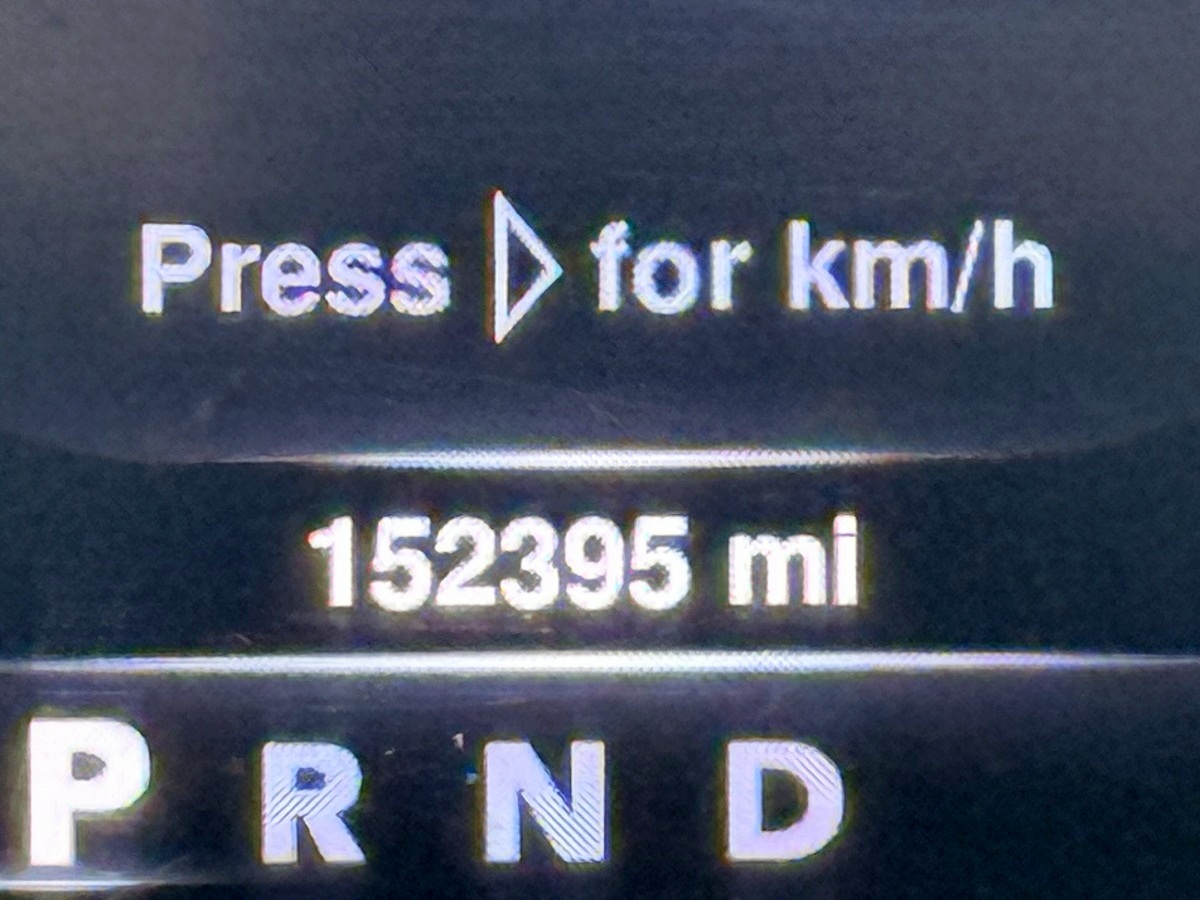 Press ▷ for km/h
152395 mi
P R N D